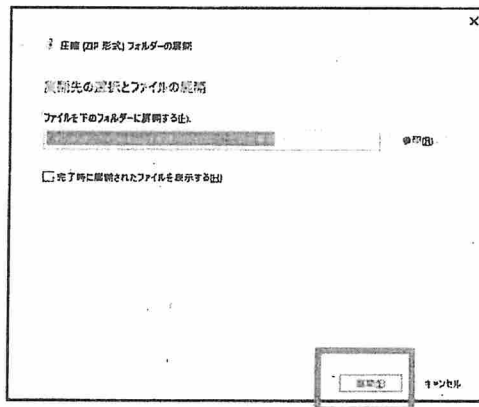 圧縮 (ZIP 形式) フォルダーの展開
展開先の選択とファイルの展開
ファイルを下のフォルダーに展開する(F):
参照(R)
完了時に展開されたファイルを表示する(H)
展開(E)
キャンセル